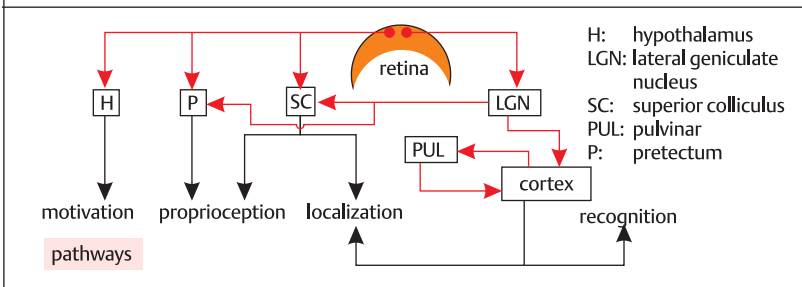 retina
H: hypothalamus
LGN: lateral geniculate
nucleus
SC: superior colliculus
PUL: pulvinar
P: pretectum
H
P
SC
LGN
PUL
cortex
motivation
proprioception
localization
recognition
pathways